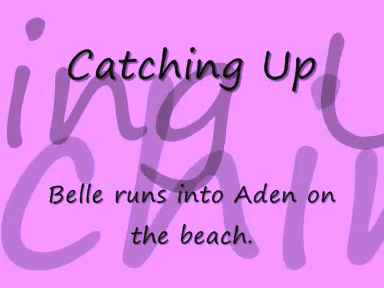 Catching Up
Belle runs into Aden on
the beach.